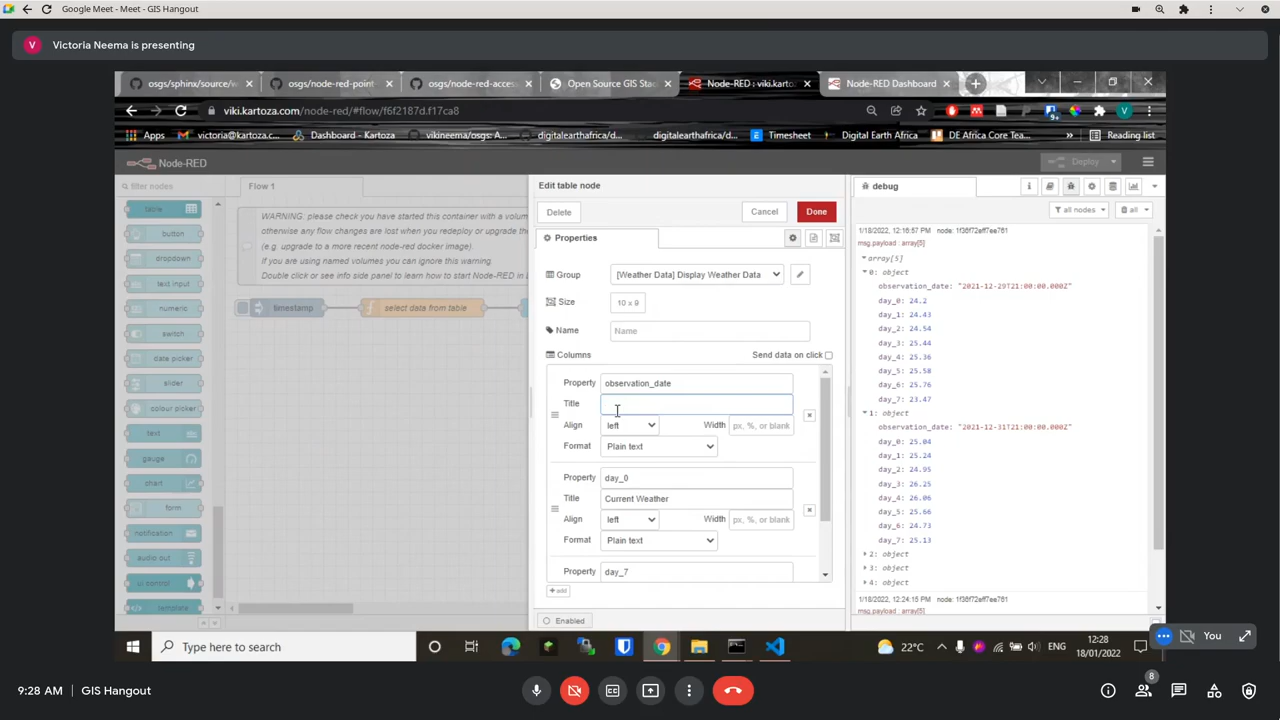 Google Meet - Meet - GIS Hangout
V Victoria Neema is presenting
osgs/sphinx/source/w
osgs/node-red-point
osgs/node-red-acces
Open Source GIS Stac
Node-RED : viki.karto
Node-RED Dashboard
viki.kartoza.com/node-red/#flow/f6f2187d.f17ca8
V
9+
Apps
victoria@kartoza.c...
Dashboard - Kartoza
vikineema/osgs: A...
digitalearthafrica/d...
digitalearthafrica/d...
Timesheet
Digital Earth Africa
DE Africa Core Tea...
»
Reading list
Node-RED
Deploy
filter nodes
Flow 1
table
button
dropdown
text input
numeric
switch
date picker
slider
colour picker
text
gauge
chart
form
notification
audio out
ui control
template
WARNING: please check you have started this container with a volum
otherwise any flow changes are lost when you redeploy or upgrade the
(e.g. upgrade to a more recent node-red docker image).
If you are using named volumes you can ignore this warning.
Double click or see info side panel to learn how to start Node-RED in D
timestamp
select data from table
Edit table node
Delete
Cancel
Done
Properties
Group
[Weather Data] Display Weather Data
Size
10 x 9
Name
Name
Columns
Send data on click
Property
observation_date
Title
Align
left
Width
px, %, or blank
Format
Plain text
Property
day_0
Title
Current Weather
Align
left
Width
px, %, or blank
Format
Plain text
Property
day_7
add
Enabled
debug
all nodes
all
1/18/2022, 12:16:57 PM node: 1f36f72eff7ee761
msg.payload : array[5]
array[5]
0: object
observation_date: "2021-12-29T21:00:00.000Z"
day_0: 24.2
day_1: 24.43
day_2: 24.54
day_3: 25.44
day_4: 25.36
day_5: 25.58
day_6: 25.76
day_7: 23.47
1: object
observation_date: "2021-12-31T21:00:00.000Z"
day_0: 25.04
day_1: 25.24
day_2: 24.95
day_3: 26.25
day_4: 26.06
day_5: 25.66
day_6: 24.73
day_7: 25.13
2: object
3: object
4: object
1/18/2022, 12:24:15 PM node: 1f36f72eff7ee761
msg.payload : array[5]
You
Type here to search
22°C
ENG
12:28
18/01/2022
9:28 AM
GIS Hangout
CC
8